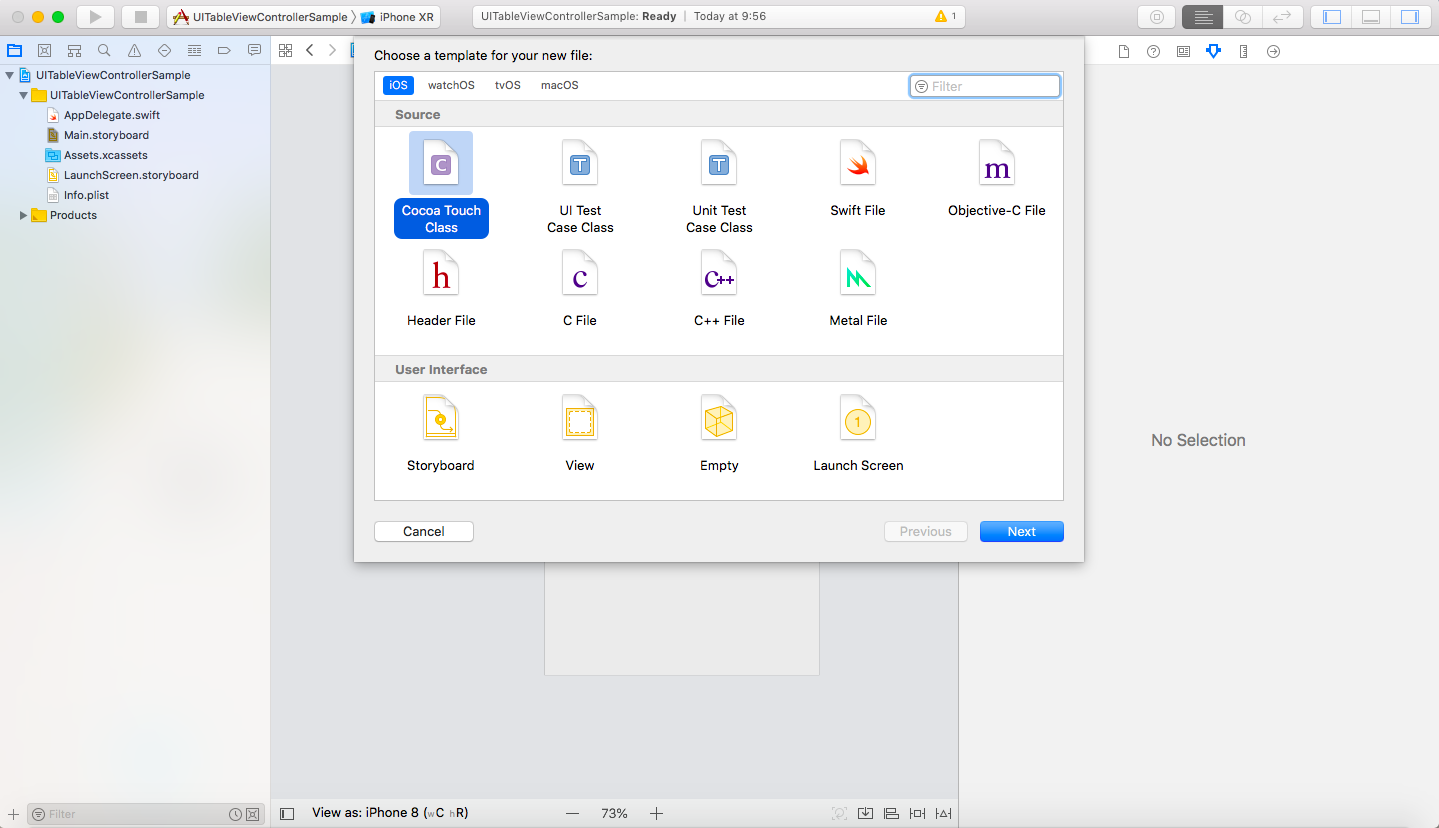 UITableViewControllerSample
iPhone XR
UITableViewControllerSample: Ready | Today at 9:56
1
UITableViewControllerSample
UITableViewControllerSample
AppDelegate.swift
Main.storyboard
Assets.xcassets
LaunchScreen.storyboard
Info.plist
Products
Choose a template for your new file:
iOS watchOS tvOS macOS
Filter
Source
C
Cocoa Touch
Class
T
UI Test
Case Class
T
Unit Test
Case Class
Swift File
m
Objective-C File
h
Header File
c
C File
c++
C++ File
Metal File
User Interface
Storyboard
View
Empty
1
Launch Screen
Cancel
Previous
Next
No Selection
Filter
View as: iPhone 8 (wC hR)
73%